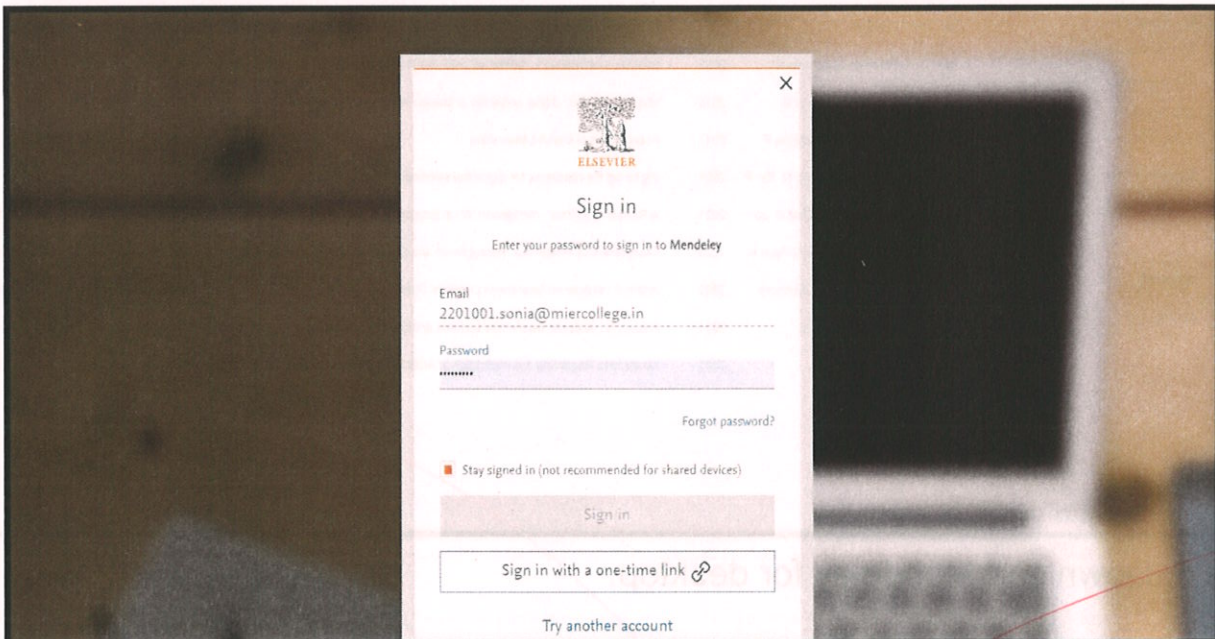 ELSEVIER
Sign in
Enter your password to sign in to Mendeley
Email
2201001.sonia@miercollege.in
Password
Forgot password?
Stay signed in (not recommended for shared devices)
Sign in
Sign in with a one-time link
Try another account
for desktop